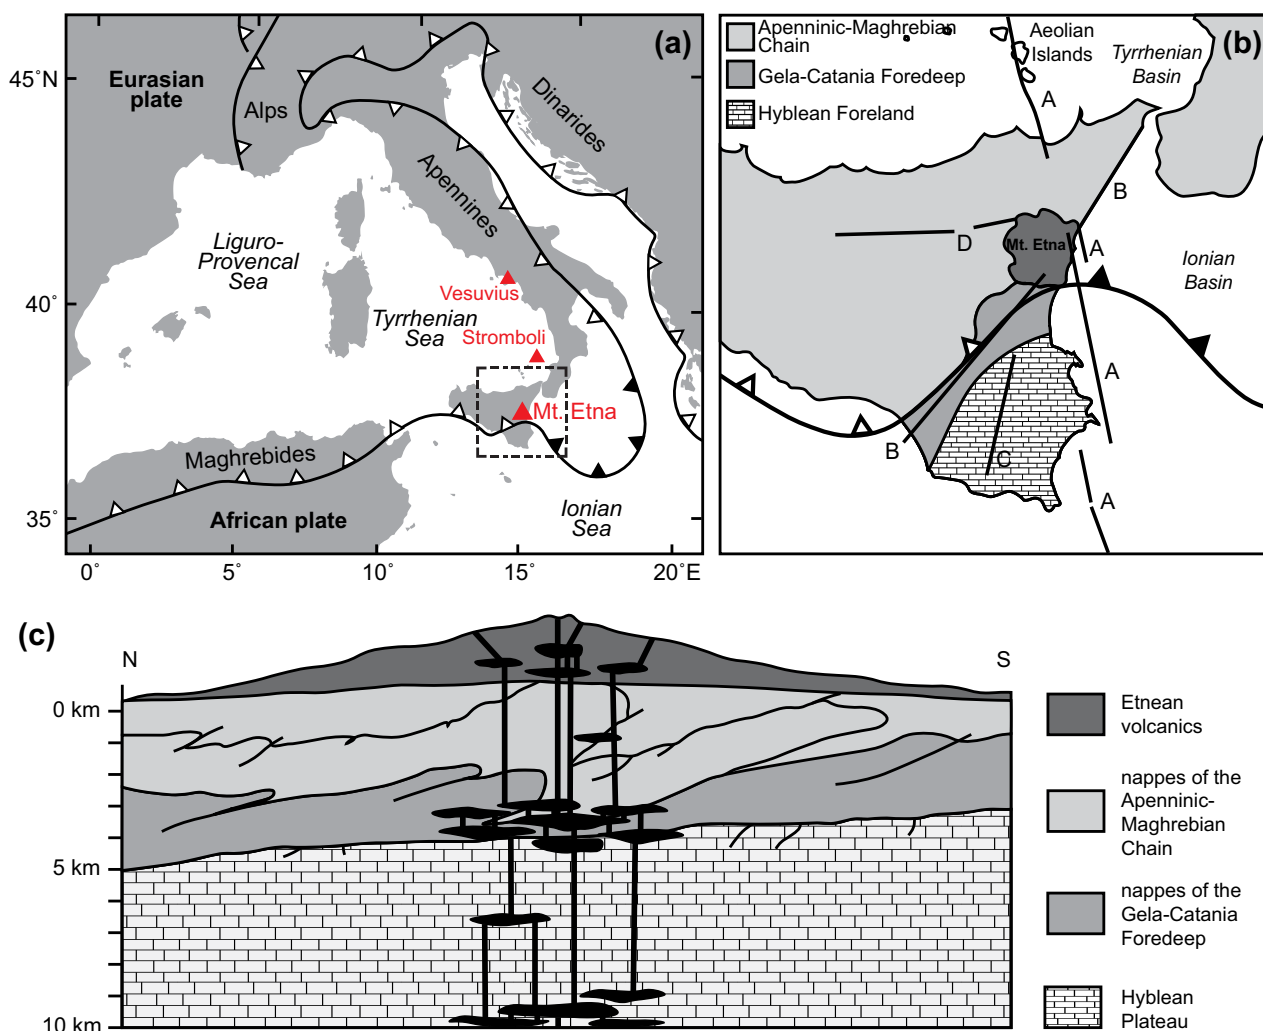 (a)
45°N
40°
35°
0°
5°
10°
15°
20°E
Eurasian
plate
Alps
Dinarides
Apennines
Liguro-
Provencal
Sea
Vesuvius
Tyrrhenian
Sea
Stromboli
Mt. Etna
Maghrebides
African plate
Ionian
Sea
(b)
Apenninic-Maghrebian
Chain
Gela-Catania Foredeep
Hyblean Foreland
Aeolian
Islands
Tyrrhenian
Basin
A
B
D
Mt. Etna
A
Ionian
Basin
A
B
C
A
(c)
N
S
0 km
5 km
10 km
Etnean
volcanics
nappes of the
Apenninic-
Maghrebian
Chain
nappes of the
Gela-Catania
Foredeep
Hyblean
Plateau